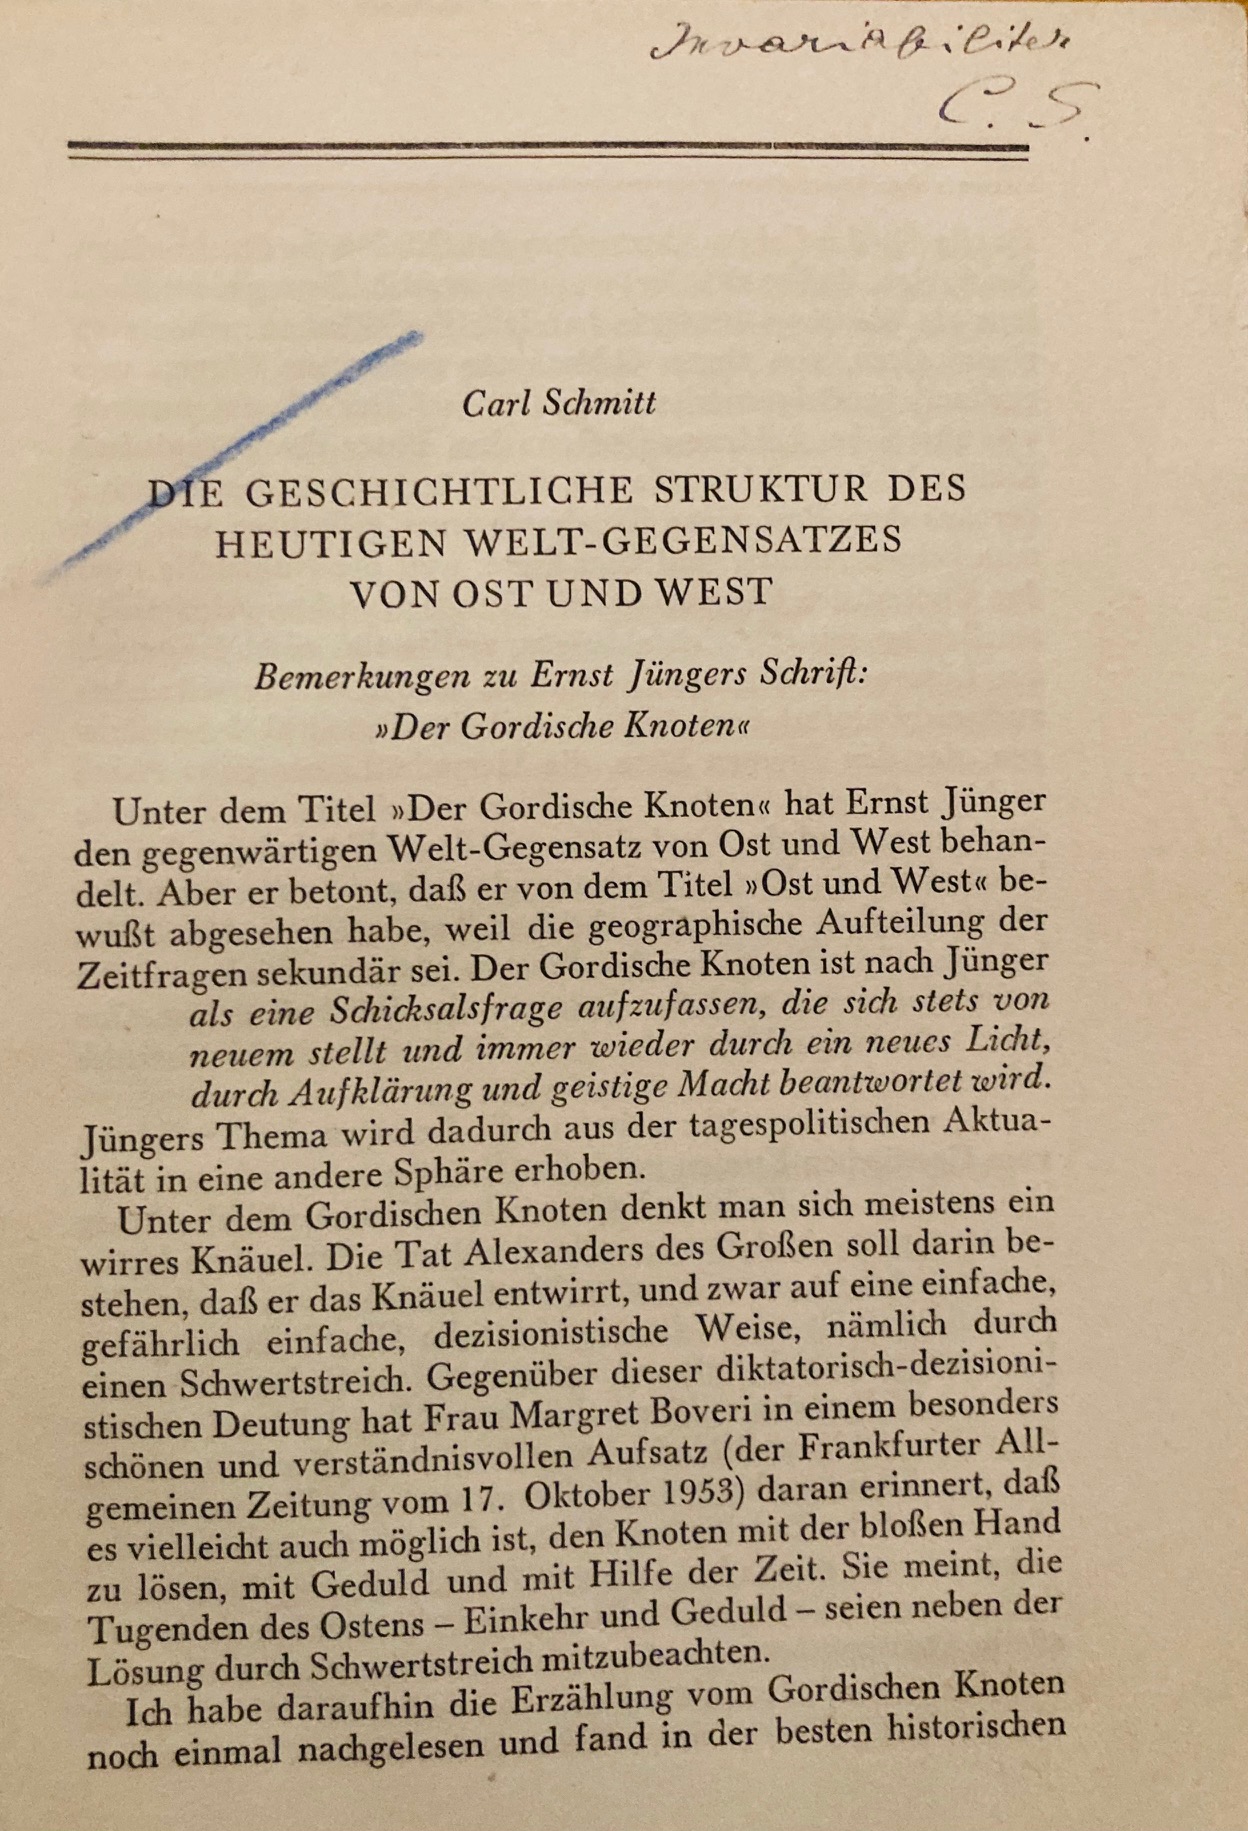 Invariabiliter
C. S.
Carl Schmitt
DIE GESCHICHTLICHE STRUKTUR DES
HEUTIGEN WELT-GEGENSATZES
VON OST UND WEST
Bemerkungen zu Ernst Jüngers Schrift:
»Der Gordische Knoten«
Unter dem Titel »Der Gordische Knoten« hat Ernst Jünger
den gegenwärtigen Welt-Gegensatz von Ost und West behan-
delt. Aber er betont, daß er von dem Titel »Ost und West« be-
wußt abgesehen habe, weil die geographische Aufteilung der
Zeitfragen sekundär sei. Der Gordische Knoten ist nach Jünger
als eine Schicksalsfrage aufzufassen, die sich stets von
neuem stellt und immer wieder durch ein neues Licht,
durch Aufklärung und geistige Macht beantwortet wird.
Jüngers Thema wird dadurch aus der tagespolitischen Aktua-
lität in eine andere Sphäre erhoben.
Unter dem Gordischen Knoten denkt man sich meistens ein
wirres Knäuel. Die Tat Alexanders des Großen soll darin be-
stehen, daß er das Knäuel entwirrt, und zwar auf eine einfache,
gefährlich einfache, dezisionistische Weise, nämlich durch
einen Schwertstreich. Gegenüber dieser diktatorisch-dezisioni-
stischen Deutung hat Frau Margret Boveri in einem besonders
schönen und verständnisvollen Aufsatz (der Frankfurter All-
gemeinen Zeitung vom 17. Oktober 1953) daran erinnert, daß
es vielleicht auch möglich ist, den Knoten mit der bloßen Hand
zu lösen, mit Geduld und mit Hilfe der Zeit. Sie meint, die
Tugenden des Ostens – Einkehr und Geduld – seien neben der
Lösung durch Schwertstreich mitzubeachten.
Ich habe daraufhin die Erzählung vom Gordischen Knoten
noch einmal nachgelesen und fand in der besten historischen